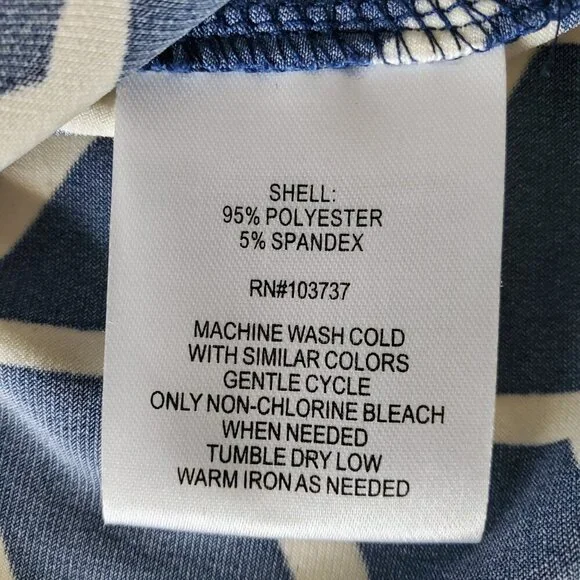 SHELL:
95% POLYESTER
5% SPANDEX
RN#103737
MACHINE WASH COLD
WITH SIMILAR COLORS
GENTLE CYCLE
ONLY NON-CHLORINE BLEACH
WHEN NEEDED
TUMBLE DRY LOW
WARM IRON AS NEEDED